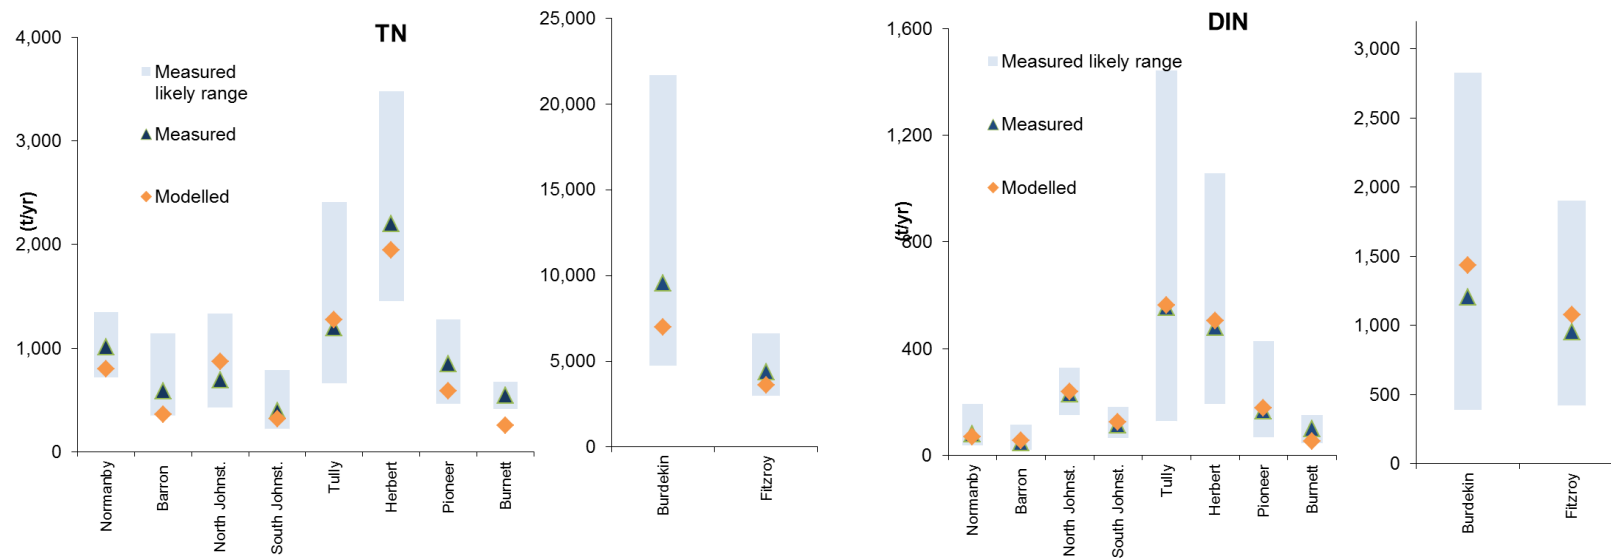 TN
4,000
3,000
2,000
1,000
0
(t/yr)
Measured
likely range
Measured
Modelled
Normanby
Barron
North Johnst.
South Johnst.
Tully
Herbert
Pioneer
Burnett
25,000
20,000
15,000
10,000
5,000
0
Burdekin
Fitzroy
DIN
1,600
1,200
800
400
0
(t/yr)
Measured likely range
Measured
Modelled
Normanby
Barron
North Johnst.
South Johnst.
Tully
Herbert
Pioneer
Burnett
3,000
2,500
2,000
1,500
1,000
500
0
Burdekin
Fitzroy